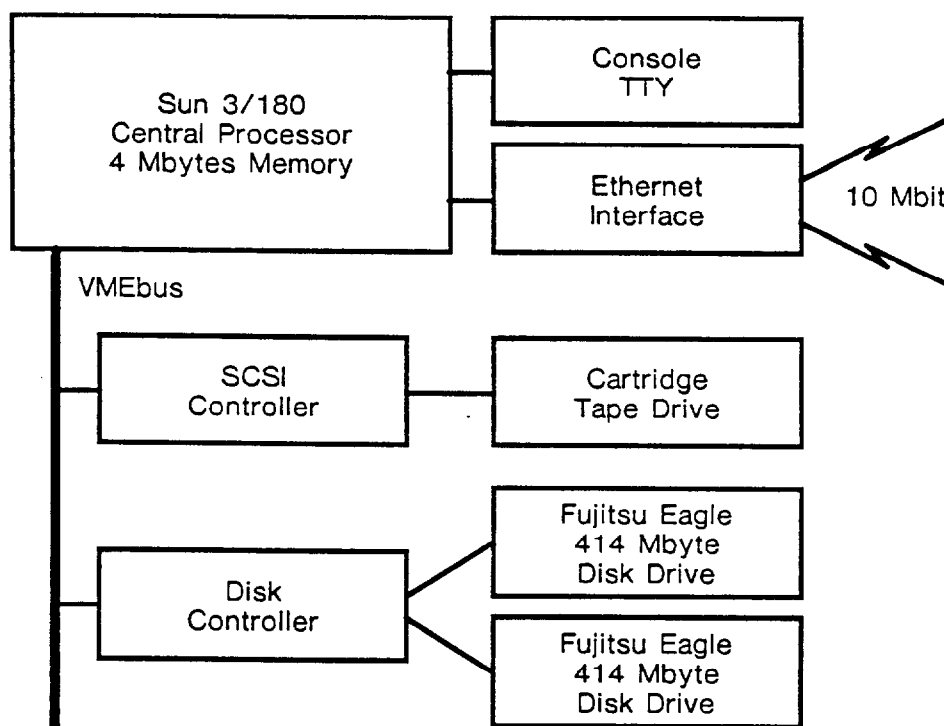 Sun 3/180
Central Processor
4 Mbytes Memory
Console
TTY
Ethernet
Interface
10 Mbit
VMEbus
SCSI
Controller
Cartridge
Tape Drive
Disk
Controller
Fujitsu Eagle
414 Mbyte
Disk Drive
Fujitsu Eagle
414 Mbyte
Disk Drive